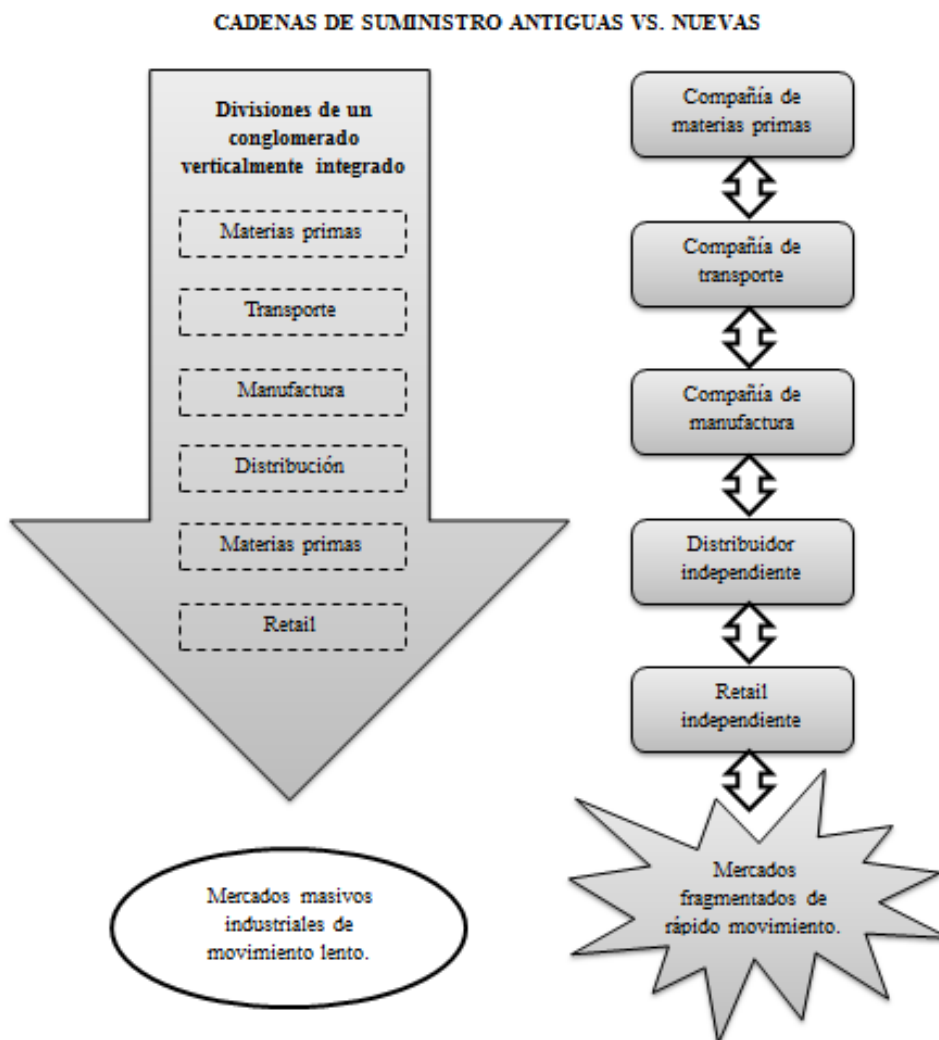 CADENAS DE SUMINISTRO ANTIGUAS VS. NUEVAS
Divisiones de un
conglomerado
verticalmente integrado
Materias primas
Transporte
Manufactura
Distribución
Materias primas
Retail
Mercados masivos
industriales de
movimiento lento.
Compañía de
materias primas
Compañía de
transporte
Compañía de
manufactura
Distribuidor
independiente
Retail
independiente
Mercados
fragmentados de
rápido movimiento.